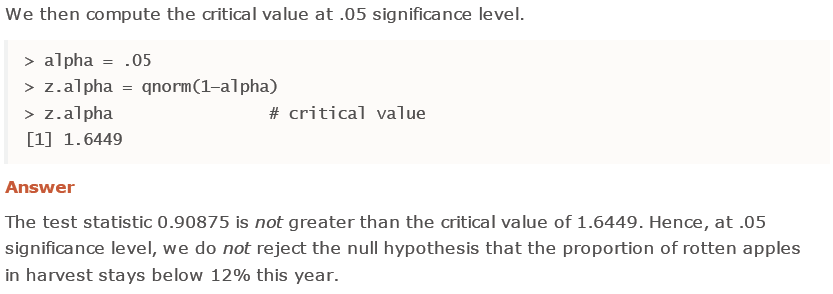 We then compute the critical value at .05 significance level.
> alpha = .05
> z.alpha = qnorm(1−alpha)
> z.alpha                # critical value
[1] 1.6449
Answer
The test statistic 0.90875 is not greater than the critical value of 1.6449. Hence, at .05
significance level, we do not reject the null hypothesis that the proportion of rotten apples
in harvest stays below 12% this year.